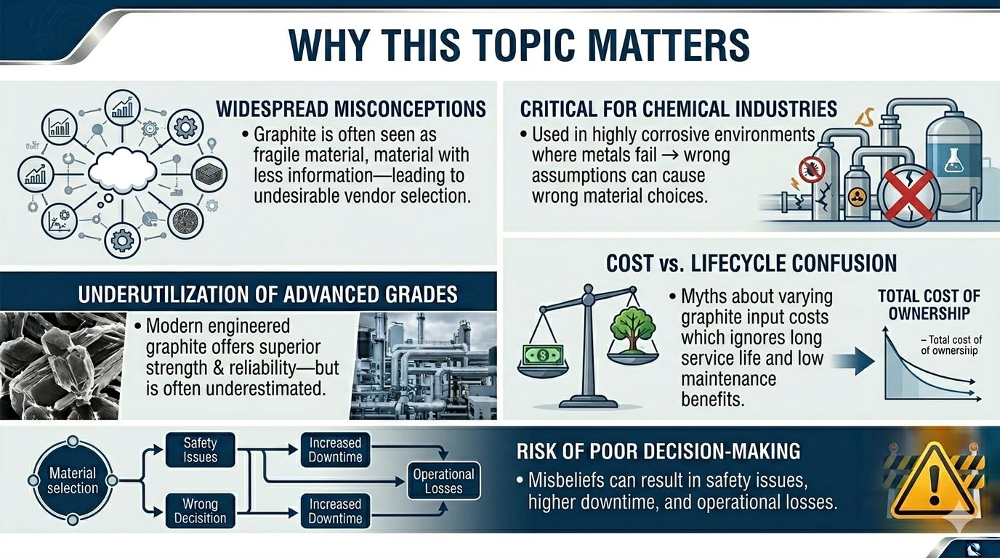 WHY THIS TOPIC MATTERS
WIDESPREAD MISCONCEPTIONS
• Graphite is often seen as
fragile material, material with
less information—leading to
undesirable vendor selection.
CRITICAL FOR CHEMICAL INDUSTRIES
• Used in highly corrosive environments
where metals fail → wrong
assumptions can cause
wrong material choices.
UNDERUTILIZATION OF ADVANCED GRADES
• Modern engineered
graphite offers superior
strength & reliability—but
is often underestimated.
COST vs. LIFECYCLE CONFUSION
$
• Myths about varying
graphite input costs
which ignores long
service life and low
maintenance
benefits.
TOTAL COST OF
OWNERSHIP
– Total cost of
of ownership
Material
selection
Safety
Issues
Wrong
Decisition
Increased
Downtime
Increased
Downtime
Operational
Losses
RISK OF POOR DECISION-MAKING
• Misbeliefs can result in safety issues,
higher downtime, and operational losses.